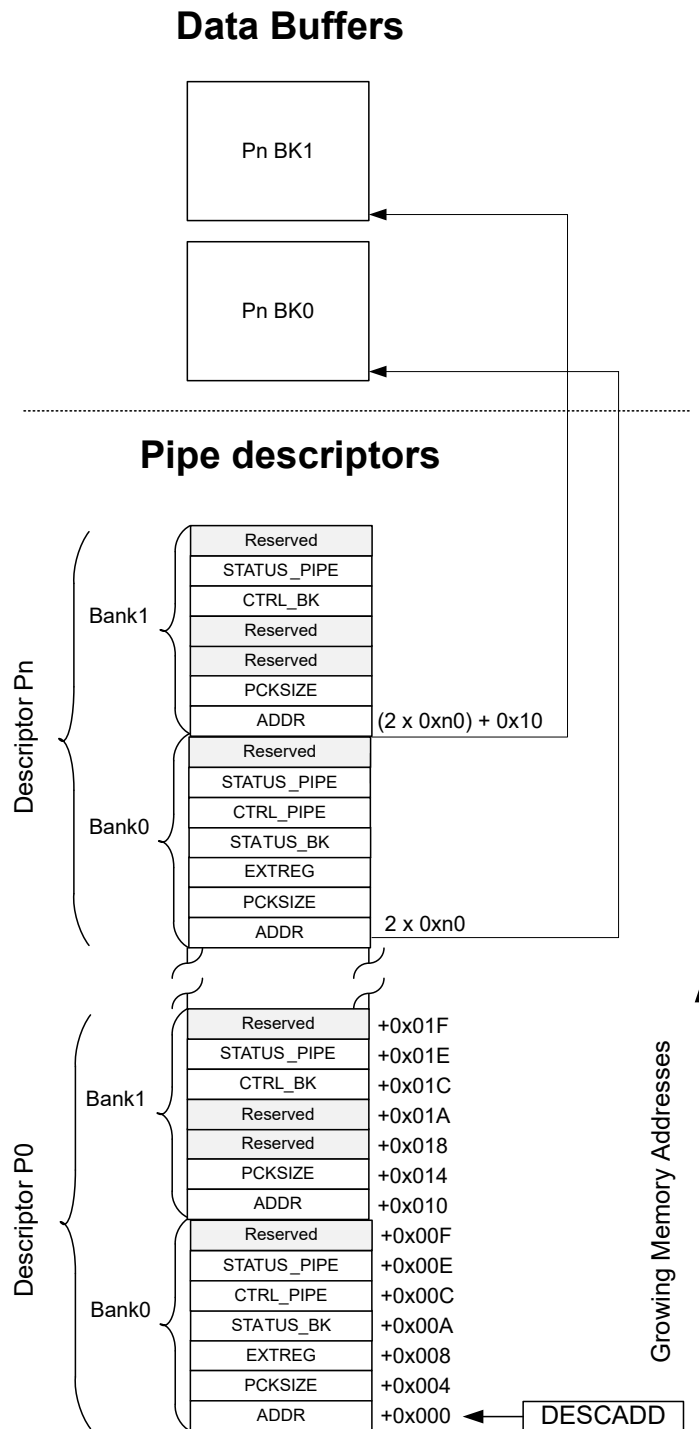 Data Buffers
Pn BK1
Pn BK0
Pipe descriptors
Descriptor Pn
Bank1
Reserved
STATUS_PIPE
CTRL_BK
Reserved
Reserved
PCKSIZE
ADDR (2 x 0xn0) + 0x10
Bank0
Reserved
STATUS_PIPE
CTRL_PIPE
STATUS_BK
EXTREG
PCKSIZE
ADDR 2 x 0xn0
Descriptor P0
Bank1
Reserved +0x01F
STATUS_PIPE +0x01E
CTRL_BK +0x01C
Reserved +0x01A
Reserved +0x018
PCKSIZE +0x014
ADDR +0x010
Bank0
Reserved +0x00F
STATUS_PIPE +0x00E
CTRL_PIPE +0x00C
STATUS_BK +0x00A
EXTREG +0x008
PCKSIZE +0x004
ADDR +0x000 DESCADD
Growing Memory Addresses